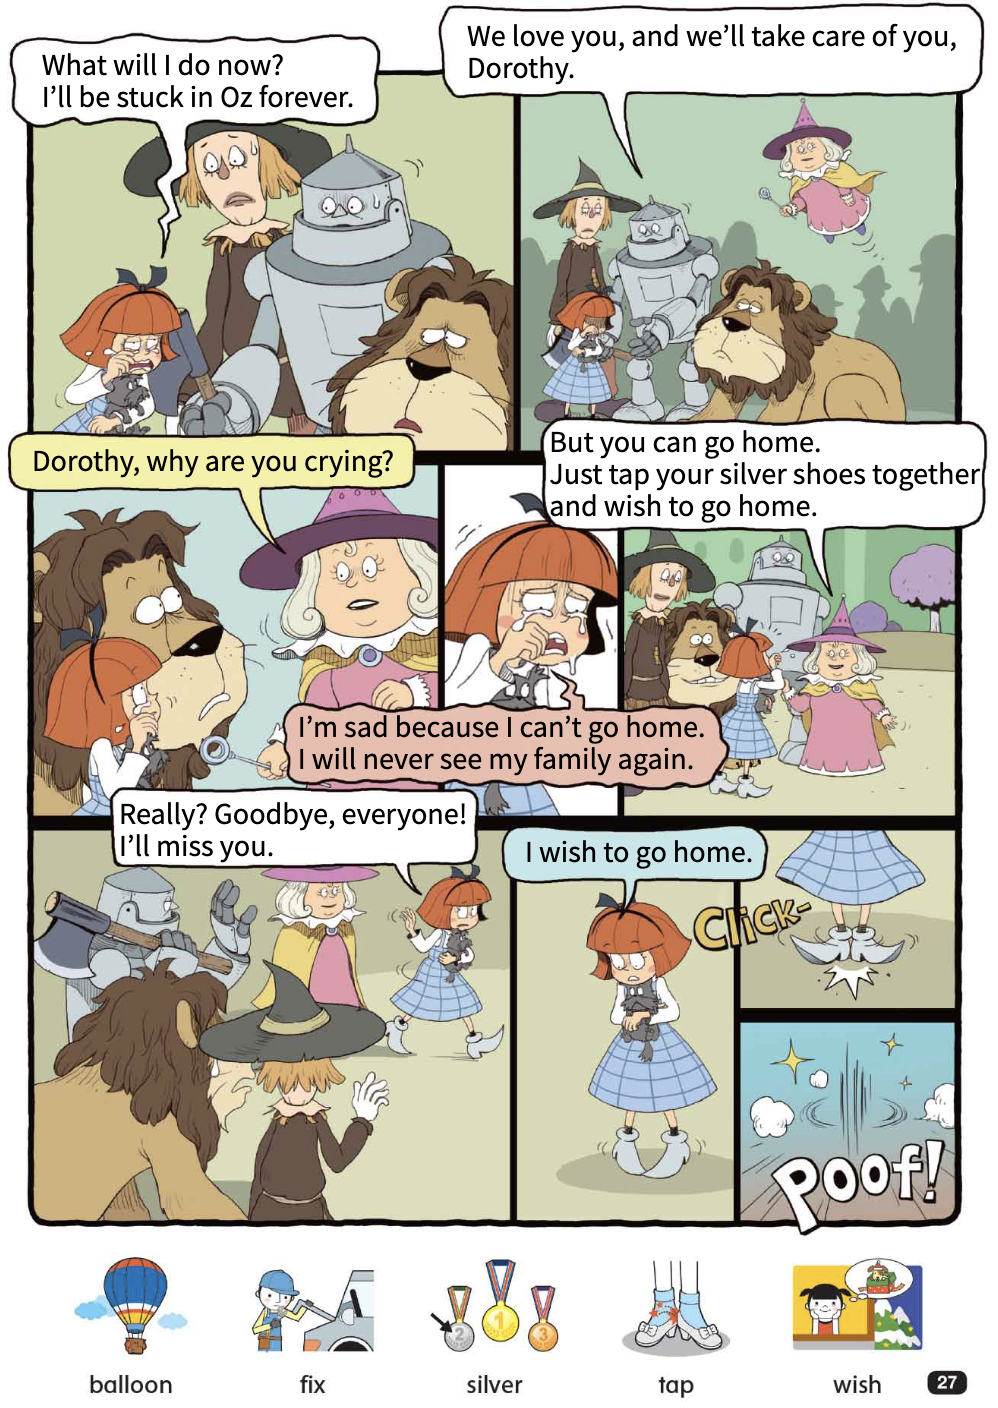 What will I do now?
I'll be stuck in Oz forever.
We love you, and we'll take care of you,
Dorothy.
Dorothy, why are you crying?
I'm sad because I can't go home.
I will never see my family again.
But you can go home.
Just tap your silver shoes together
and wish to go home.
Really? Goodbye, everyone!
I'll miss you.
I wish to go home.
Click-
Poof!
2
1
3
balloon
fix
silver
tap
wish
27